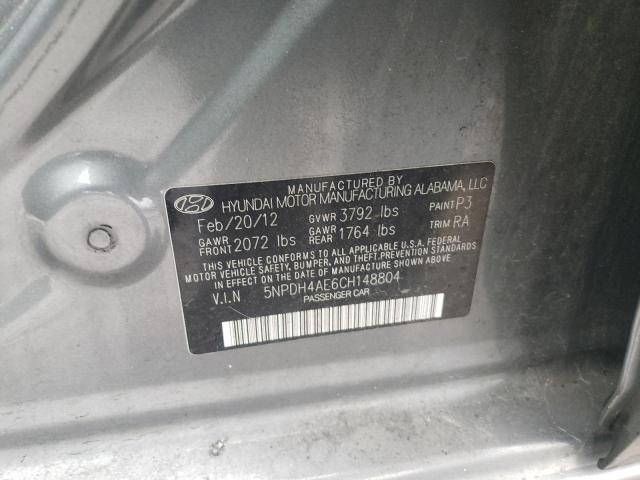 MANUFACTURED BY
HYUNDAI MOTOR MANUFACTURING ALABAMA, LLC
Feb/20/12 GVWR 3792 lbs PAINT P3
GAWR FRONT 2072 lbs GAWR REAR 1764 lbs TRIM RA
THIS VEHICLE CONFORMS TO ALL APPLICABLE U.S.A. FEDERAL
MOTOR VEHICLE SAFETY, BUMPER, AND THEFT PREVENTION STANDARDS
IN EFFECT ON THE DATE OF MANUFACTURE SHOWN ABOVE.
V.I.N 5NPDH4AE6CH148804
PASSENGER CAR